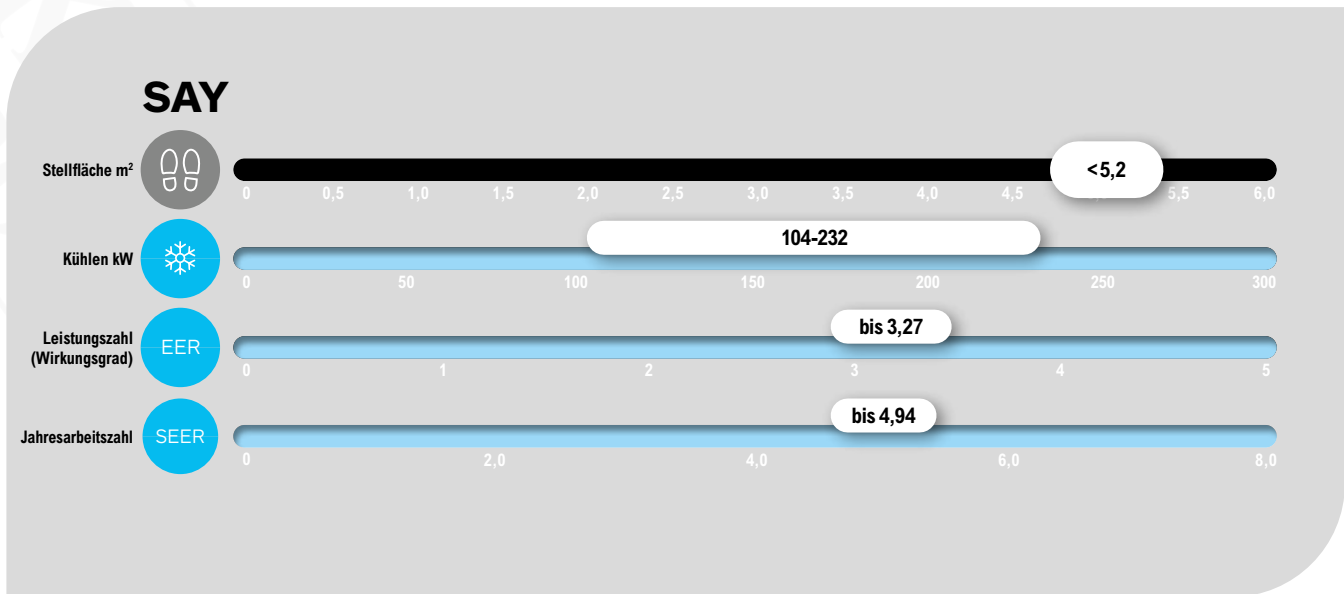 SAY
Stellfläche m²
<5,2
0 0,5 1,0 1,5 2,0 2,5 3,0 3,5 4,0 4,5 5,5 6,0
Kühlen kW
104-232
0 50 100 150 200 250 300
Leistungszahl
(Wirkungsgrad)
EER
bis 3,27
0 1 2 3 4 5
Jahresarbeitszahl
SEER
bis 4,94
0 2,0 4,0 6,0 8,0